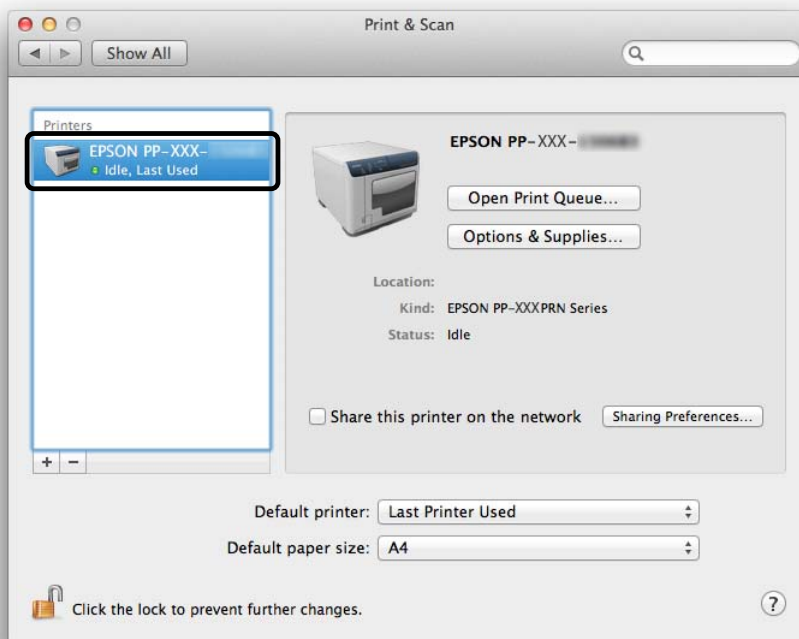 Print & Scan
Show All
Printers
EPSON PP-XXX-
Idle, Last Used
EPSON PP-XXX-
Open Print Queue...
Options & Supplies...
Location:
Kind: EPSON PP-XXXPRN Series
Status: Idle
Share this printer on the network Sharing Preferences...
+ −
Default printer: Last Printer Used
Default paper size: A4
Click the lock to prevent further changes. ?